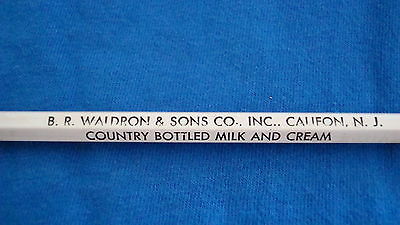 B. R. WALDRON & SONS CO., INC., CALIFON, N. J.
COUNTRY BOTTLED MILK AND CREAM